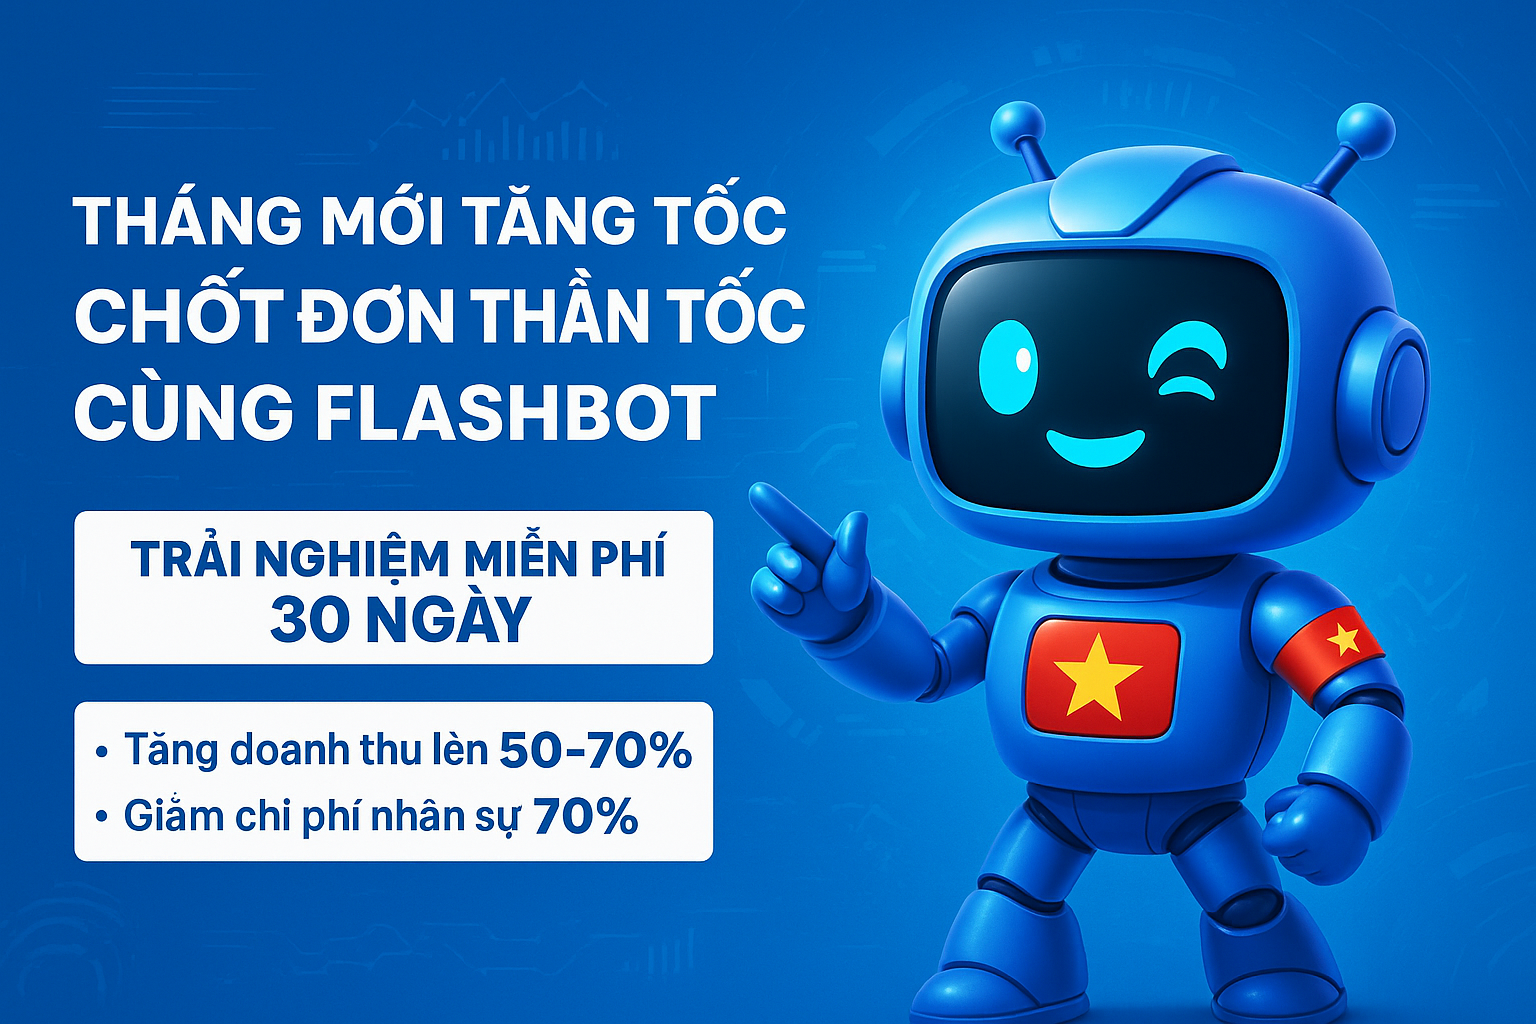 THÁNG MỚI TĂNG TỐC
CHỐT ĐƠN THẦN TỐC
CÙNG FLASHBOT
TRẢI NGHIỆM MIỄN PHÍ
30 NGÀY
• Tăng doanh thu lèn 50-70%
• Giảm chi phí nhân sự 70%